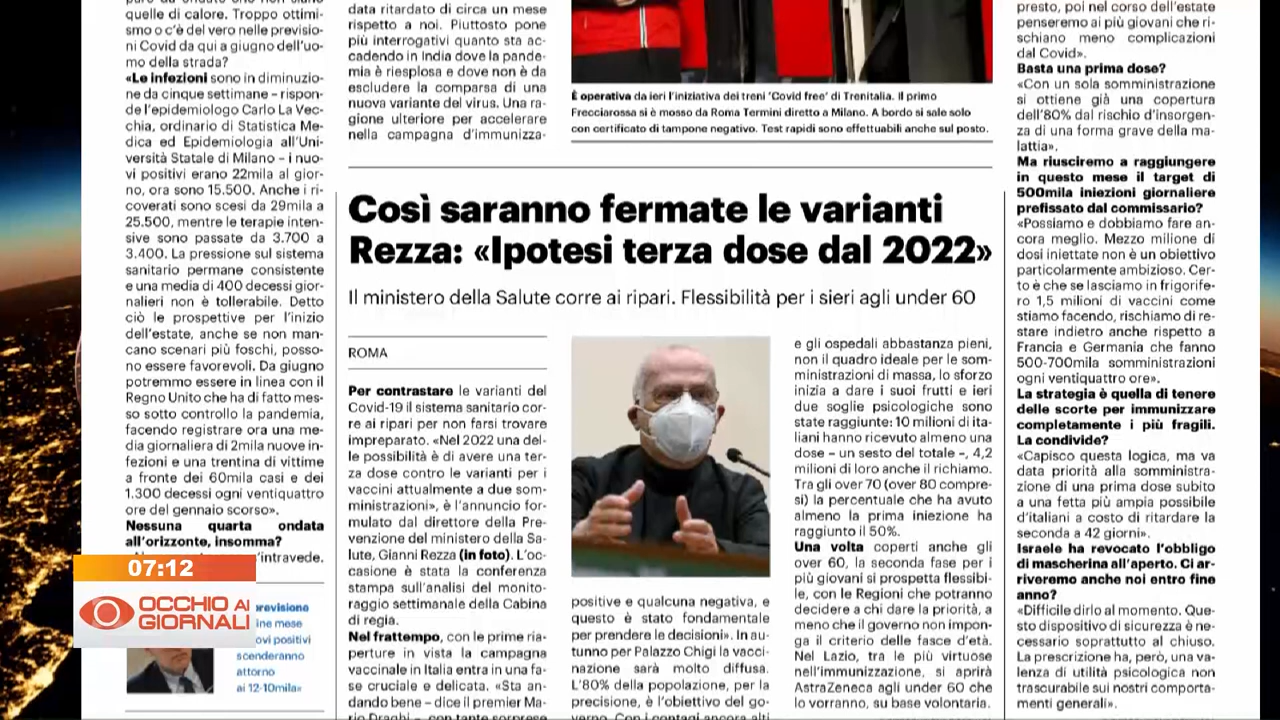 quelle di calore. Troppo ottimi-
smo o c'è del vero nelle previsio-
ni Covid da qui a giugno dell'uo-
mo della strada?
«Le infezioni sono in diminuzio-
ne da cinque settimane – rispon-
de l'epidemiologo Carlo La Vec-
chia, ordinario di Statistica Me-
dica ed Epidemiologia all'Uni-
versità Statale di Milano – i nuo-
vi positivi erano 22mila al gior-
no, ora sono 15.500. Anche i ri-
coverati sono scesi da 29mila a
25.500, mentre le terapie inten-
sive sono passate da 3.700 a
3.400. La pressione sul sistema
sanitario permane consistente
e una media di 400 decessi gior-
nalieri non è tollerabile. Detto
ciò le prospettive per l'inizio
dell'estate, anche se non man-
cano scenari più foschi, posso-
no essere favorevoli. Da giugno
potremmo essere in linea con il
Regno Unito che ha di fatto mes-
so sotto controllo la pandemia,
facendo registrare ora una me-
dia giornaliera di 2mila nuove in-
fezioni e una trentina di vittime
a fronte dei 60mila casi e dei
1.300 decessi ogni ventiquattro
ore del gennaio scorso».
Nessuna quarta ondata
all'orizzonte, insomma?
'intravede.
07:12
OCCHIO AI
GIORNALI
previsione
ine mese
ovi positivi
scenderanno
attorno
ai 12-10mila»
data ritardato di circa un mese
rispetto a noi. Piuttosto pone
più interrogativi quanto sta ac-
cadendo in India dove la pande-
mia è riesplosa e dove non è da
escludere la comparsa di una
nuova variante del virus. Una ra-
gione ulteriore per accelerare
nella campagna d'immunizza-
È operativa da ieri l'iniziativa dei treni 'Covid free' di Trenitalia. Il primo
Frecciarossa si è mosso da Roma Termini diretto a Milano. A bordo si sale solo
con certificato di tampone negativo. Test rapidi sono effettuabili anche sul posto.
Così saranno fermate le varianti
Rezza: «Ipotesi terza dose dal 2022»
Il ministero della Salute corre ai ripari. Flessibilità per i sieri agli under 60
ROMA
Per contrastare le varianti del
Covid-19 il sistema sanitario cor-
re ai ripari per non farsi trovare
impreparato. «Nel 2022 una del-
le possibilità è di avere una ter-
za dose contro le varianti per i
vaccini attualmente a due som-
ministrazioni», è l'annuncio for-
mulato dal direttore della Pre-
venzione del ministero della Sa-
lute, Gianni Rezza (in foto). L'oc-
casione è stata la conferenza
stampa sull'analisi del monito-
raggio settimanale della Cabina
di regia.
Nel frattempo, con le prime ria-
perture in vista la campagna
vaccinale in Italia entra in una fa-
se cruciale e delicata. «Sta an-
dando bene – dice il premier Ma-
rio Draghi – con tante sorprese
positive e qualcuna negativa, e
questo è stato fondamentale
per prendere le decisioni». In au-
tunno per Palazzo Chigi la vacci-
nazione sarà molto diffusa.
L'80% della popolazione, per la
precisione, è l'obiettivo del go-
verno. Con i contagi ancora alti
e gli ospedali abbastanza pieni,
non il quadro ideale per le som-
ministrazioni di massa, lo sforzo
inizia a dare i suoi frutti e ieri
due soglie psicologiche sono
state raggiunte: 10 milioni di ita-
liani hanno ricevuto almeno una
dose – un sesto del totale –, 4,2
milioni di loro anche il richiamo.
Tra gli over 70 (over 80 compre-
si) la percentuale che ha avuto
almeno la prima iniezione ha
raggiunto il 50%.
Una volta coperti anche gli
over 60, la seconda fase per i
più giovani si prospetta flessibi-
le, con le Regioni che potranno
decidere a chi dare la priorità, a
meno che il governo non impon-
ga il criterio delle fasce d'età.
Nel Lazio, tra le più virtuose
nell'immunizzazione, si aprirà
AstraZeneca agli under 60 che
lo vorranno, su base volontaria.
presto, poi nel corso dell'estate
penseremo ai più giovani che ri-
schiano meno complicazioni
dal Covid».
Basta una prima dose?
«Con un sola somministrazione
si ottiene già una copertura
dell'80% dal rischio d'insorgen-
za di una forma grave della ma-
lattia».
Ma riusciremo a raggiungere
in questo mese il target di
500mila iniezioni giornaliere
prefissato dal commissario?
«Possiamo e dobbiamo fare an-
cora meglio. Mezzo milione di
dosi iniettate non è un obiettivo
particolarmente ambizioso. Cer-
to è che se lasciamo in frigorife-
ro 1,5 milioni di vaccini come
stiamo facendo, rischiamo di re-
stare indietro anche rispetto a
Francia e Germania che fanno
500-700mila somministrazioni
ogni ventiquattro ore».
La strategia è quella di tenere
delle scorte per immunizzare
completamente i più fragili.
La condivide?
«Capisco questa logica, ma va
data priorità alla somministra-
zione di una prima dose subito
a una fetta più ampia possibile
d'italiani a costo di ritardare la
seconda a 42 giorni».
Israele ha revocato l'obbligo
di mascherina all'aperto. Ci ar-
riveremo anche noi entro fine
anno?
«Difficile dirlo al momento. Que-
sto dispositivo di sicurezza è ne-
cessario soprattutto al chiuso.
La prescrizione ha, però, una va-
lenza di utilità psicologica non
trascurabile sui nostri comporta-
menti generali».